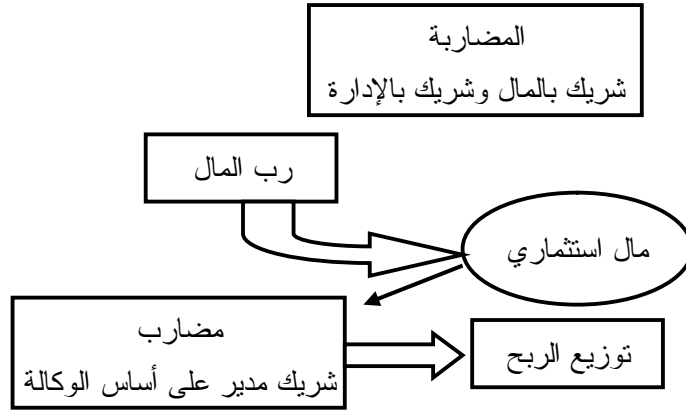 المضاربة
شريك بالمال وشريك بالإدارة
رب المال
مال استثماري
مضارب
شريك مدير على أساس الوكالة
توزيع الربح